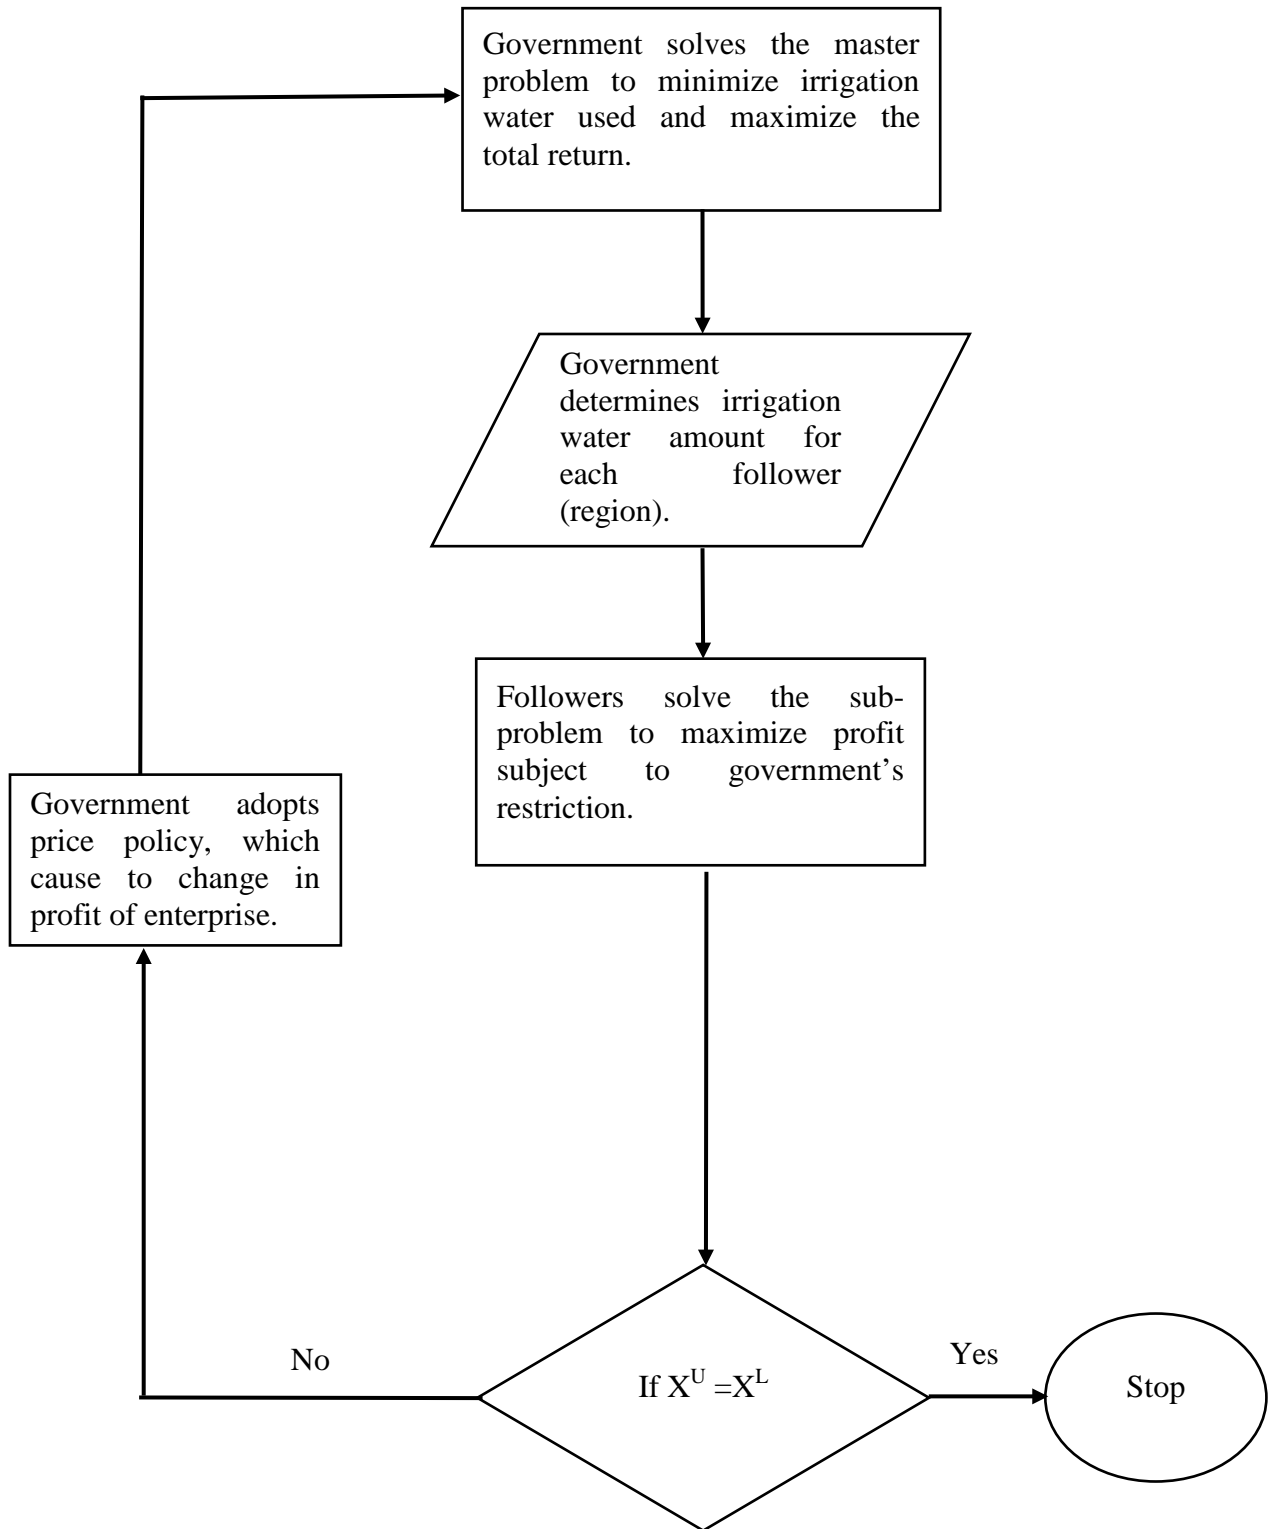 Government solves the master
problem to minimize irrigation
water used and maximize the
total return.
Government
determines irrigation
water amount for
each follower
(region).
Followers solve the sub-
problem to maximize profit
subject to government’s
restriction.
Government adopts
price policy, which
cause to change in
profit of enterprise.
No
If X^U =X^L
Yes
Stop